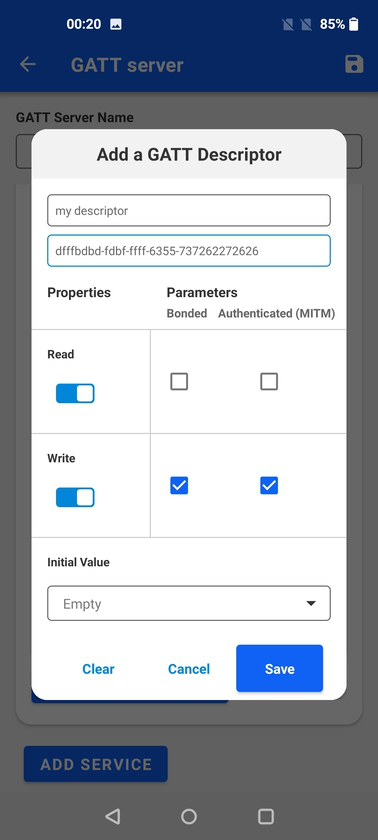 00:20 85%
GATT server
GATT Server Name
Add a GATT Descriptor
my descriptor
dfffbdbd-fdbf-ffff-6355-737262272626
Properties Parameters
Bonded Authenticated (MITM)
Read
Write
Initial Value
Empty
Clear Cancel Save
ADD SERVICE